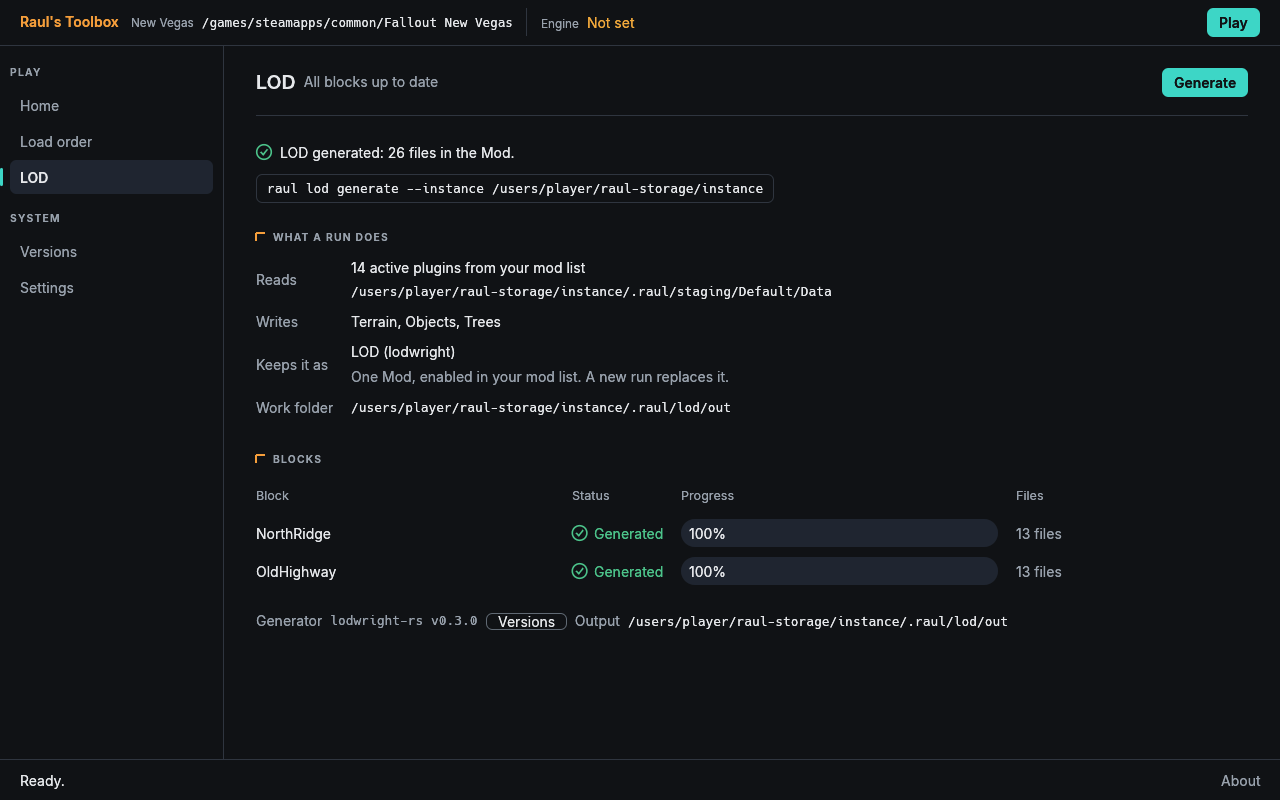 Raul's Toolbox New Vegas /games/steamapps/common/Fallout New Vegas Engine Not set Play
PLAY
Home
Load order
LOD
SYSTEM
Versions
Settings
LOD All blocks up to date Generate
LOD generated: 26 files in the Mod.
raul lod generate --instance /users/player/raul-storage/instance
WHAT A RUN DOES
Reads 14 active plugins from your mod list
/users/player/raul-storage/instance/.raul/staging/Default/Data
Writes Terrain, Objects, Trees
Keeps it as LOD (lodwright)
One Mod, enabled in your mod list. A new run replaces it.
Work folder /users/player/raul-storage/instance/.raul/lod/out
BLOCKS
Block Status Progress Files
NorthRidge Generated 100% 13 files
OldHighway Generated 100% 13 files
Generator lodwright-rs v0.3.0 Versions Output /users/player/raul-storage/instance/.raul/lod/out
Ready. About